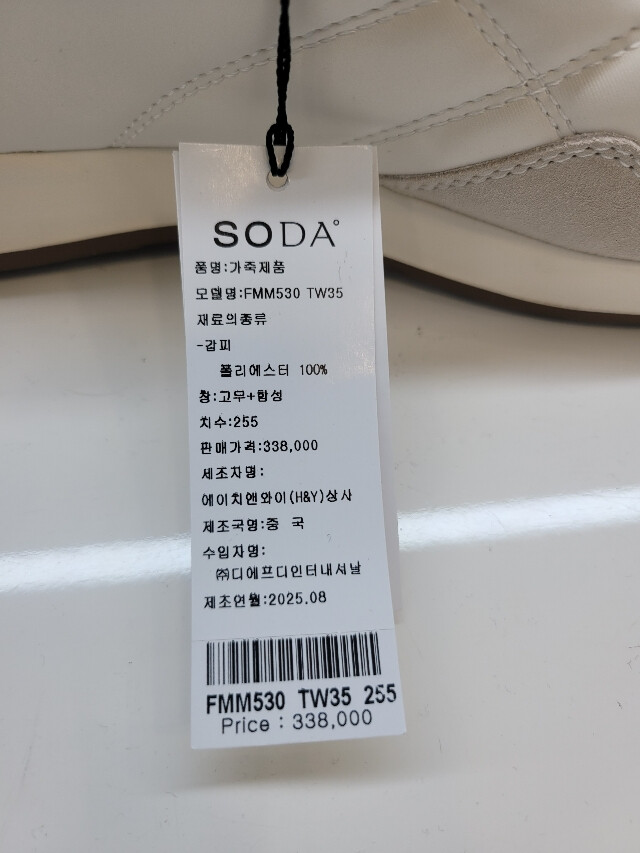 SODA°
품명:가죽제품
모델명:FMM530 TW35
재료의종류
-갑피
폴리에스터 100%
창:고무+합성
치수:255
판매가격:338,000
제조자명:
에이치앤와이(H&Y)상사
제조국명:중 국
수입자명:
㈜디에프디인터내셔날
제조연월:2025.08
FMM530 TW35 255
Price : 338,000